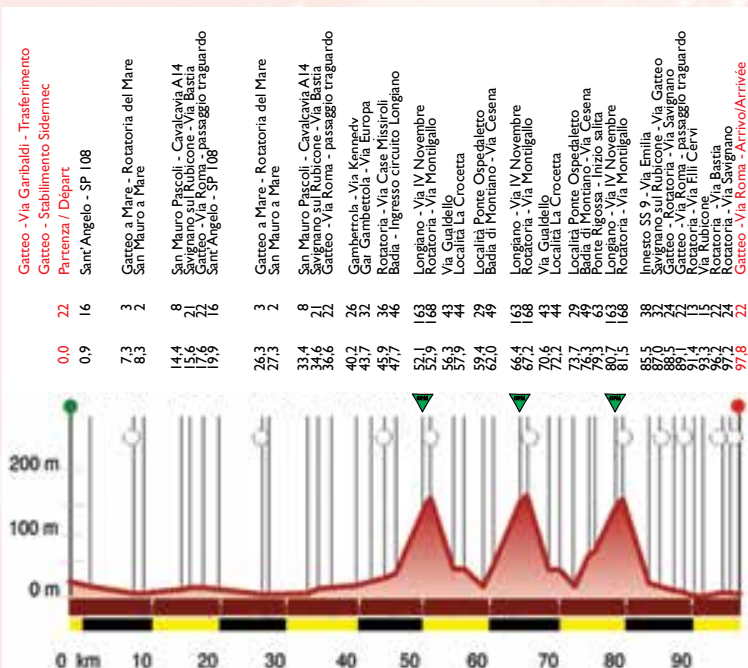 Gatteo - Via Garibaldi - Trasferimento
Gatteo - Stabilimento Sidermec
Partenza / Départ 22 0,0
Sant'Angelo - SP 108 16 0,9
Gatteo a Mare - Rotatoria del Mare 3 7,3
San Mauro a Mare 2 8,3
San Mauro Pascoli - Cavalcavia A14 8 14,4
Savignano sul Rubicone - Via Bastia 21 15,6
Gatteo - Via Roma - passaggio traguardo 22 17,6
Sant'Angelo - SP 108 16 19,9
Gatteo a Mare - Rotatoria del Mare 3 26,3
San Mauro a Mare 2 27,3
San Mauro Pascoli - Cavalcavia A14 8 33,4
Savignano sul Rubicone - Via Bastia 21 34,6
Gatteo - Via Roma - passaggio traguardo 22 36,6
Gambettola - Via Kennedy 26 40,2
Gar Gambettola - Via Europa 32 43,7
Rotatoria - Via Case Missiroli 36 45,9
Badia - Ingresso circuito Longiano 46 47,7
Longiano - Via IV Novembre 163 52,1
Rotatoria - Via Montigallo 168 52,9
Via Gualdello 43 56,3
Località La Crocetta 44 57,9
Località Ponte Ospedaletto 29 59,4
Badia di Montiano - Via Cesena 49 62,0
Longiano - Via IV Novembre 163 66,4
Rotatoria - Via Montigallo 168 67,2
Via Gualdello 43 70,6
Località La Crocetta 44 72,2
Località Ponte Ospedaletto 29 73,7
Badia di Montiano - Via Cesena 49 76,3
Ponte Rigossa - Inizio salita 63 79,3
Longiano - Via IV Novembre 163 80,7
Rotatoria - Via Montigallo 168 81,5
Innesto SS 9 - Via Emilia 38 85,5
Savignano sul Rubicone - Via Gatteo 32 87,0
Gatteo - Rotatoria - Via Savignano 24 88,5
Gatteo - Via Roma - passaggio traguardo 22 89,1
Rotatoria - Via F.lli Cervi 13 91,4
Via Rubicone 15 93,3
Rotatoria - Via Bastia 22 96,2
Rotatoria - Via Savignano 24 97,2
Gatteo - Via Roma - Arrivo/Arrivée 22 97,8
GPM GPM GPM
200 m
100 m
0 m
0 km 10 20 30 40 50 60 70 80 90